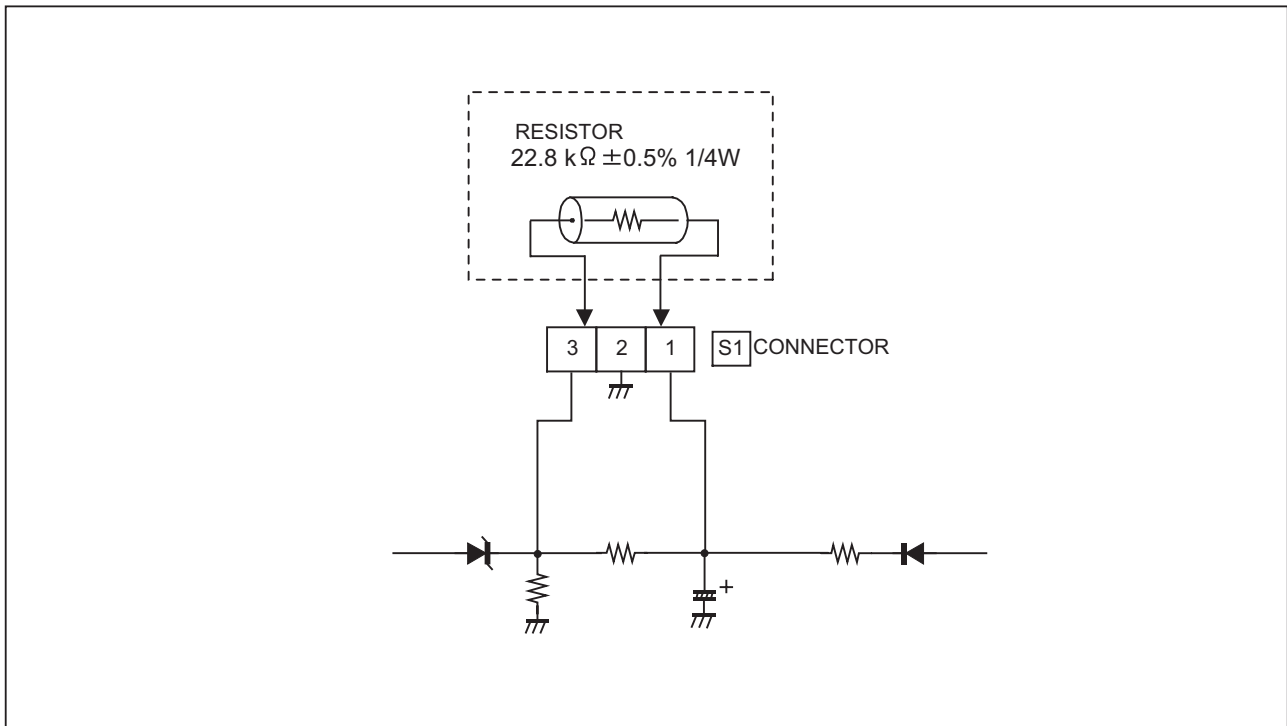 RESISTOR
22.8 kΩ ±0.5% 1/4W
3 2 1 S1 CONNECTOR
+